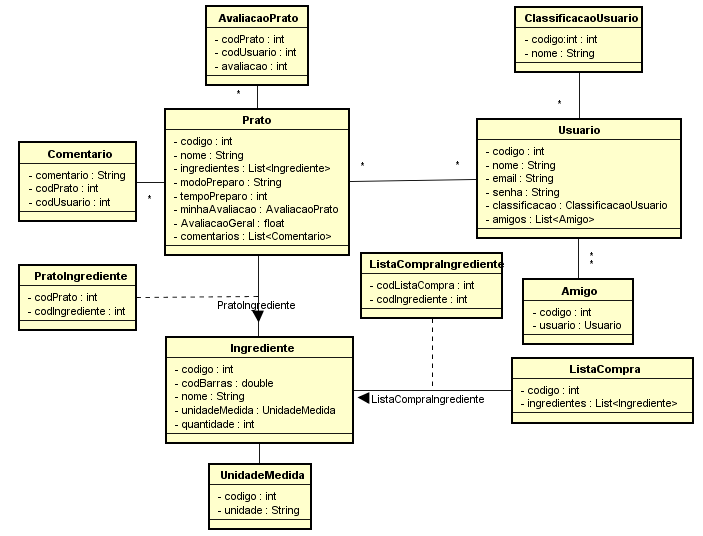 AvaliacaoPrato
- codPrato : int
- codUsuario : int
- avaliacao : int
*
ClassificacaoUsuario
- codigo:int : int
- nome : String
*
Prato
- codigo : int
- nome : String
- ingredientes : List<Ingrediente>
- modoPreparo : String
- tempoPreparo : int
- minhaAvaliacao : AvaliacaoPrato
- AvaliacaoGeral : float
- comentarios : List<Comentario>
*
*
Usuario
- codigo : int
- nome : String
- email : String
- senha : String
- classificacao : ClassificacaoUsuario
- amigos : List<Amigo>
*
*
Comentario
- comentario : String
- codPrato : int
- codUsuario : int
*
PratoIngrediente
- codPrato : int
- codIngrediente : int
PratoIngrediente
ListaCompraIngrediente
- codListaCompra : int
- codIngrediente : int
Amigo
- codigo : int
- usuario : Usuario
Ingrediente
- codigo : int
- codBarras : double
- nome : String
- unidadeMedida : UnidadeMedida
- quantidade : int
ListaCompraIngrediente
ListaCompra
- codigo : int
- ingredientes : List<Ingrediente>
UnidadeMedida
- codigo : int
- unidade : String